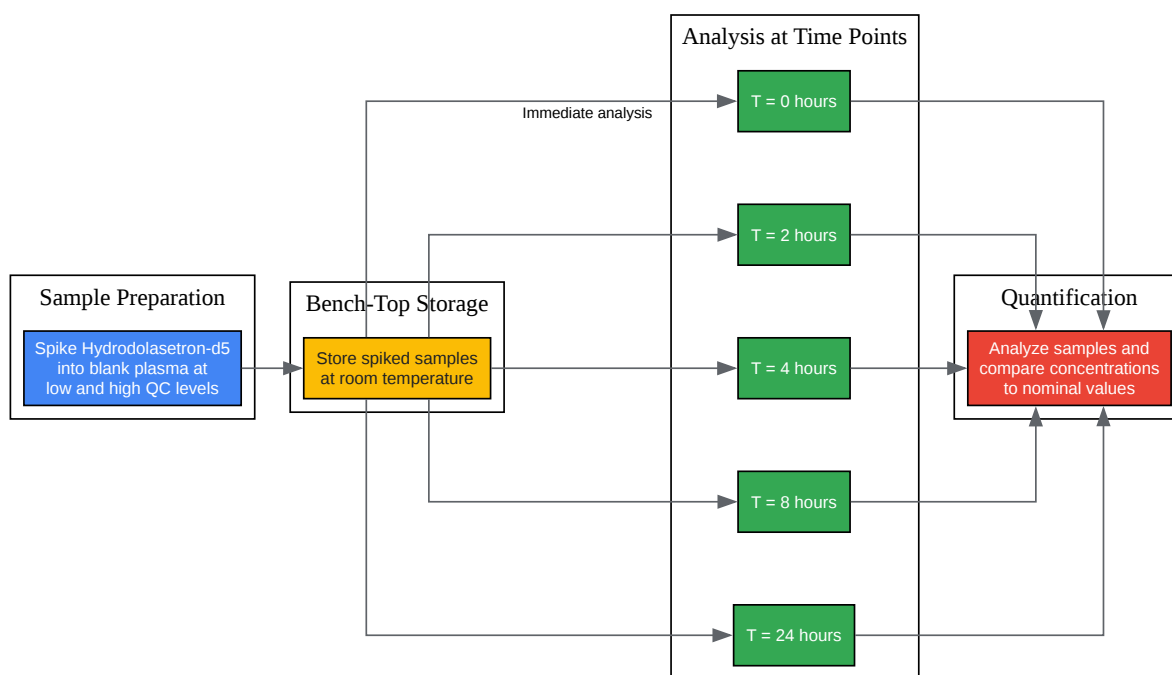 Sample Preparation
Spike Hydrodolasetron-d5
into blank plasma at
low and high QC levels
Bench-Top Storage
Store spiked samples
at room temperature
Immediate analysis
Analysis at Time Points
T = 0 hours
T = 2 hours
T = 4 hours
T = 8 hours
T = 24 hours
Quantification
Analyze samples and
compare concentrations
to nominal values